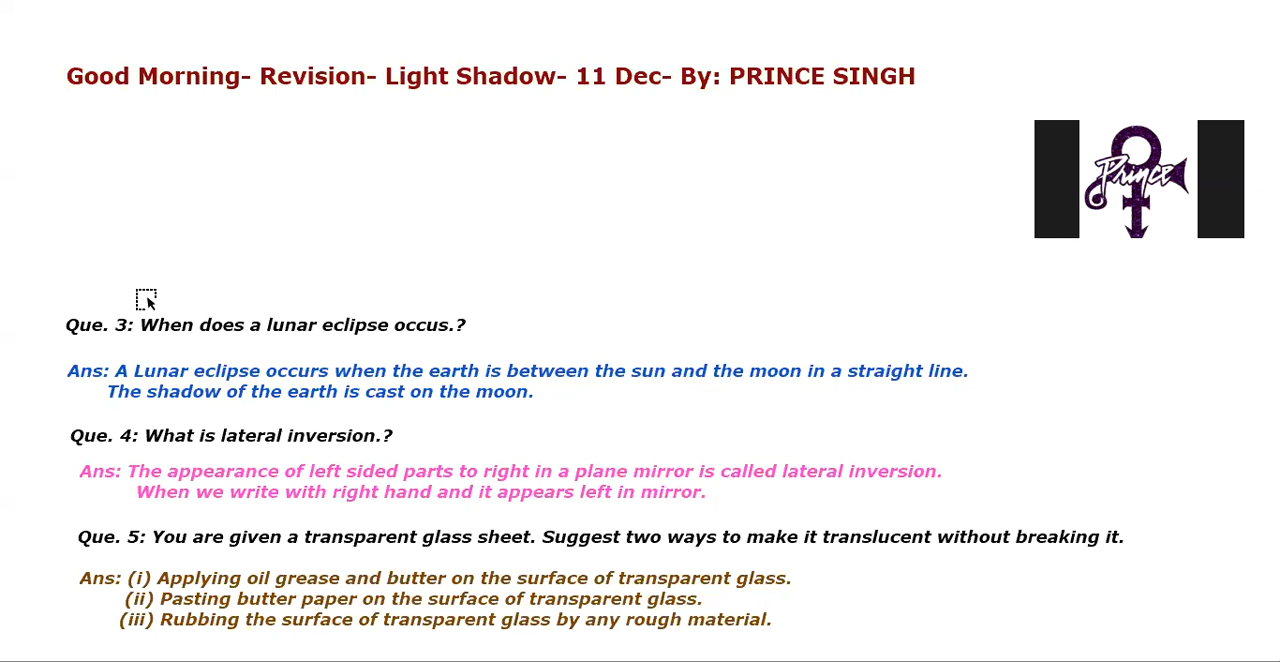 Good Morning- Revision- Light Shadow- 11 Dec- By: PRINCE SINGH
Prince
Que. 3: When does a lunar eclipse occus.?
Ans: A Lunar eclipse occurs when the earth is between the sun and the moon in a straight line.
The shadow of the earth is cast on the moon.
Que. 4: What is lateral inversion.?
Ans: The appearance of left sided parts to right in a plane mirror is called lateral inversion.
When we write with right hand and it appears left in mirror.
Que. 5: You are given a transparent glass sheet. Suggest two ways to make it translucent without breaking it.
Ans: (i) Applying oil grease and butter on the surface of transparent glass.
(ii) Pasting butter paper on the surface of transparent glass.
(iii) Rubbing the surface of transparent glass by any rough material.